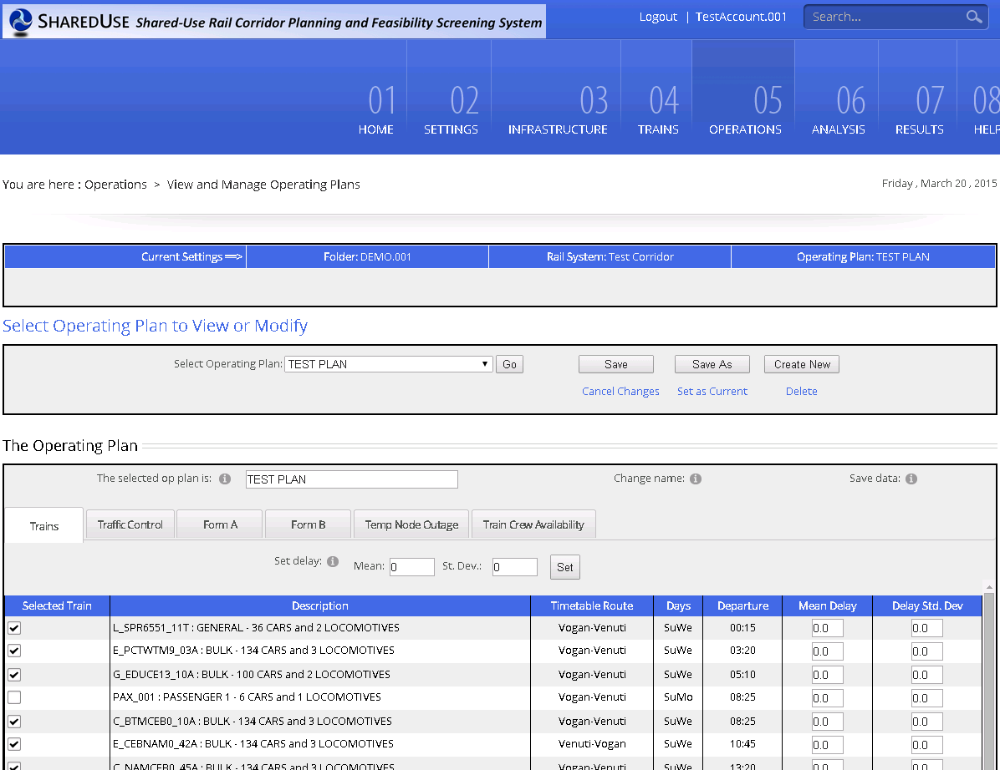 SHAREDUSE Shared-Use Rail Corridor Planning and Feasibility Screening System Logout | TestAccount.001 Search...
01 02 03 04 05 06 07 08
HOME SETTINGS INFRASTRUCTURE TRAINS OPERATIONS ANALYSIS RESULTS HELP
You are here : Operations > View and Manage Operating Plans Friday , March 20 , 2015
Current Settings ==> Folder: DEMO.001 Rail System: Test Corridor Operating Plan: TEST PLAN
Select Operating Plan to View or Modify
Select Operating Plan: TEST PLAN Go Save Save As Create New
Cancel Changes Set as Current Delete
The Operating Plan
The selected op plan is: i TEST PLAN Change name: i Save data: i
Trains Traffic Control Form A Form B Temp Node Outage Train Crew Availability
Set delay: i Mean: 0 St. Dev.: 0 Set
Selected Train Description Timetable Route Days Departure Mean Delay Delay Std. Dev
L_SPR6551_11T : GENERAL - 36 CARS and 2 LOCOMOTIVES Vogan-Venuti SuWe 00:15 0.0 0.0
E_PCTWTM9_03A : BULK - 134 CARS and 3 LOCOMOTIVES Vogan-Venuti SuWe 03:20 0.0 0.0
G_EDUCE13_10A : BULK - 100 CARS and 2 LOCOMOTIVES Vogan-Venuti SuWe 05:10 0.0 0.0
PAX_001 : PASSENGER 1 - 6 CARS and 1 LOCOMOTIVES Vogan-Venuti SuMo 08:25 0.0 0.0
C_BTMCEB0_10A : BULK - 134 CARS and 3 LOCOMOTIVES Vogan-Venuti SuWe 08:25 0.0 0.0
E_CEBNAM0_42A : BULK - 134 CARS and 3 LOCOMOTIVES Venuti-Vogan SuWe 10:45 0.0 0.0
C_NAMCEB0_45A : BULK - 134 CARS and 3 LOCOMOTIVES Vogan-Venuti SuWe 13:20 0.0 0.0